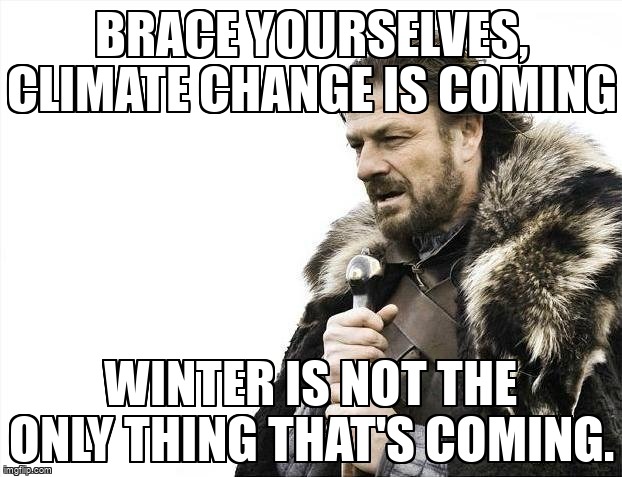 BRACE YOURSELVES,
CLIMATE CHANGE IS COMING
WINTER IS NOT THE
ONLY THING THAT'S COMING.
imgflip.com